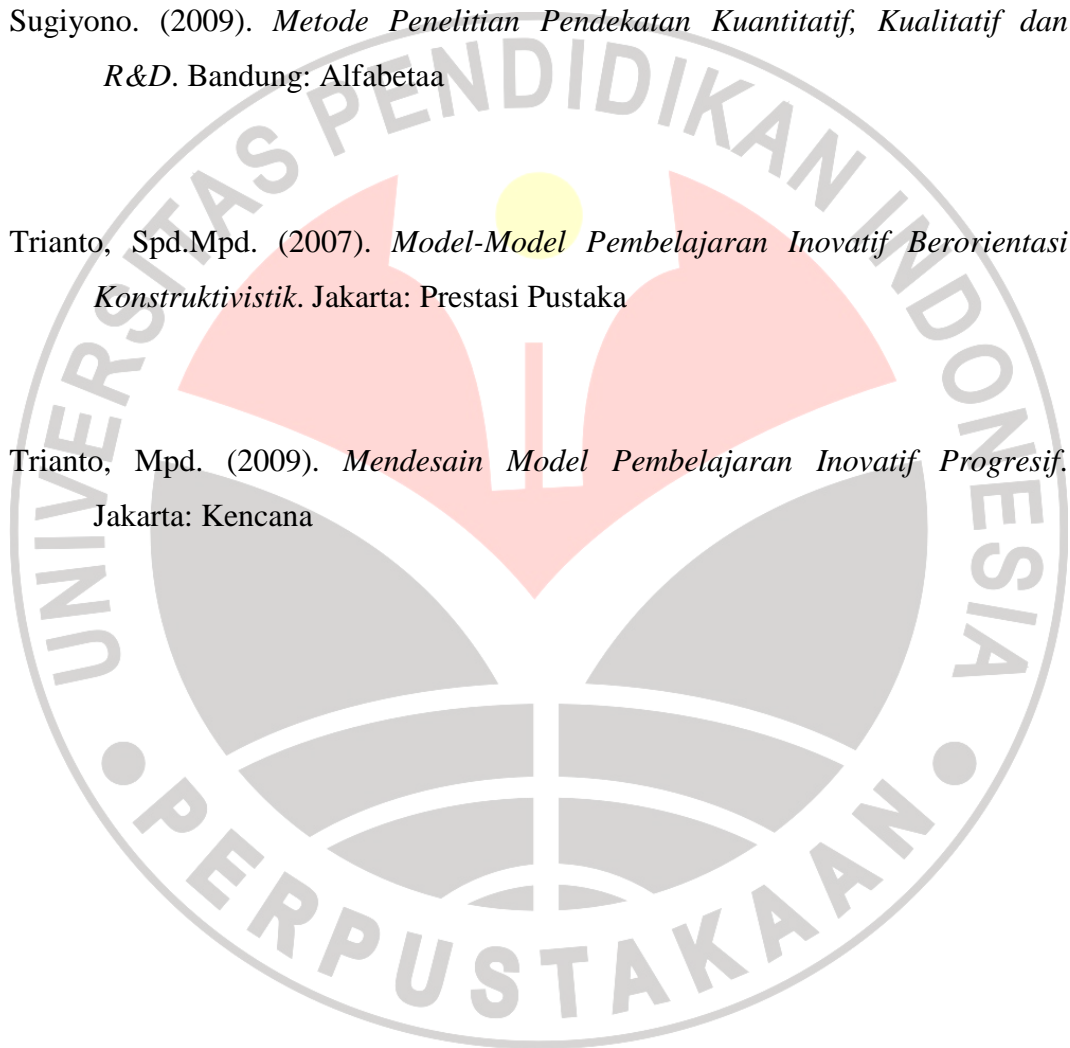 Sugiyono. (2009). Metode Penelitian Pendekatan Kuantitatif, Kualitatif dan
R&D. Bandung: Alfabetaa
Trianto, Spd.Mpd. (2007). Model-Model Pembelajaran Inovatif Berorientasi
Konstruktivistik. Jakarta: Prestasi Pustaka
Trianto, Mpd. (2009). Mendesain Model Pembelajaran Inovatif Progresif.
Jakarta: Kencana
UNIVERSITAS PENDIDIKAN INDONESIA
PERPUSTAKAAN